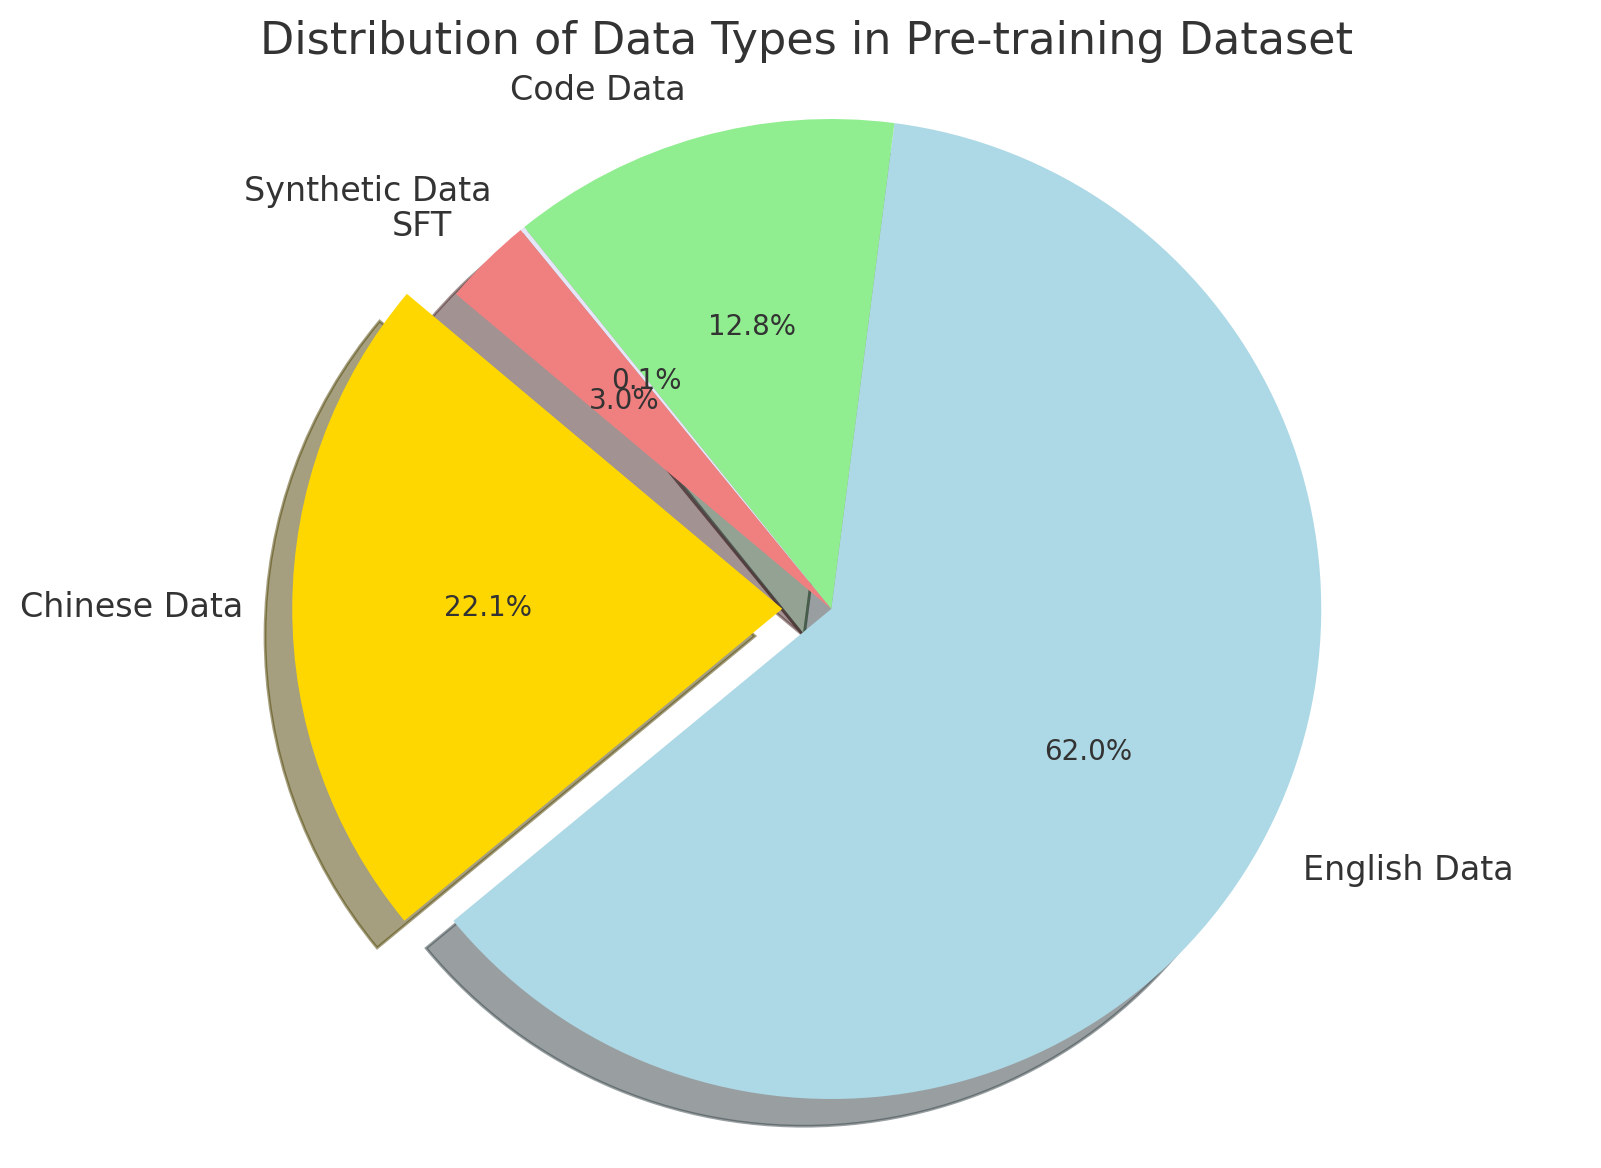 Distribution of Data Types in Pre-training Dataset
Code Data
Synthetic Data
SFT
12.8%
0.1%
3.0%
Chinese Data
22.1%
62.0%
English Data